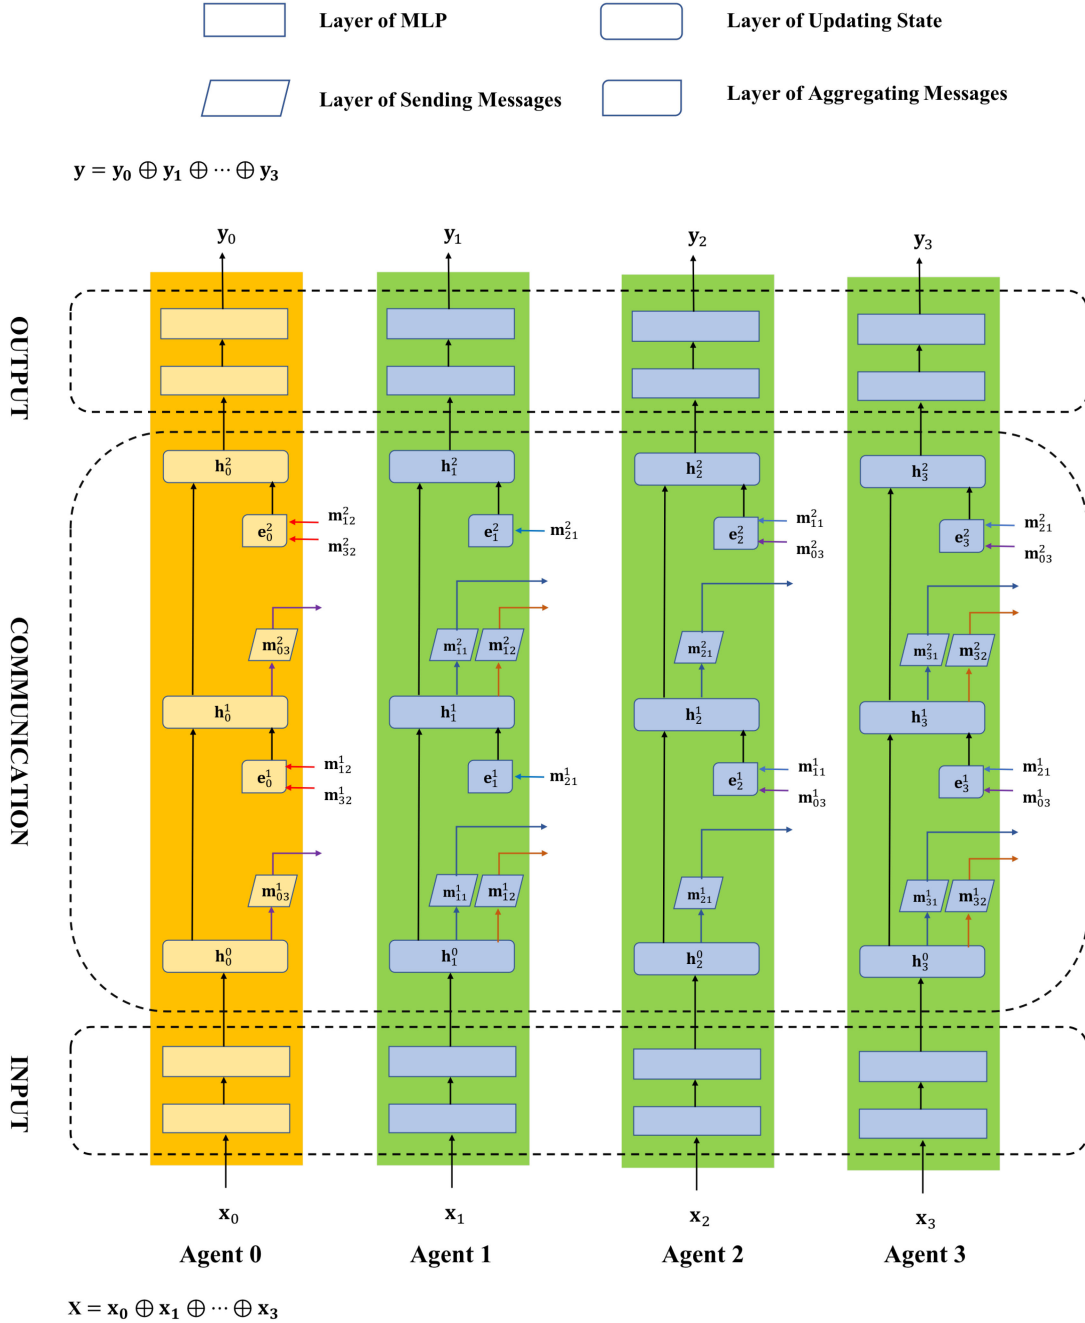 Layer of MLP
Layer of Updating State
Layer of Sending Messages
Layer of Aggregating Messages
y = y₀ ⊕ y₁ ⊕ ⋯ ⊕ y₃
y₀ y₁ y₂ y₃
OUTPUT
h₀² h₁² h₂² h₃²
e₀² m₁₂² m₃₂² e₁² m₂₁² e₂² m₁₁² m₀₃² e₃² m₂₁² m₀₃²
COMMUNICATION
m₀₃² m₁₁² m₁₂² m₂₁² m₃₁² m₃₂²
h₀¹ h₁¹ h₂¹ h₃¹
e₀¹ m₁₂¹ m₃₂¹ e₁¹ m₂₁¹ e₂¹ m₁₁¹ m₀₃¹ e₃¹ m₂₁¹ m₀₃¹
m₀₃¹ m₁₁¹ m₁₂¹ m₂₁¹ m₃₁¹ m₃₂¹
h₀⁰ h₁⁰ h₂⁰ h₃⁰
INPUT
x₀ x₁ x₂ x₃
Agent 0 Agent 1 Agent 2 Agent 3
X = x₀ ⊕ x₁ ⊕ ⋯ ⊕ x₃